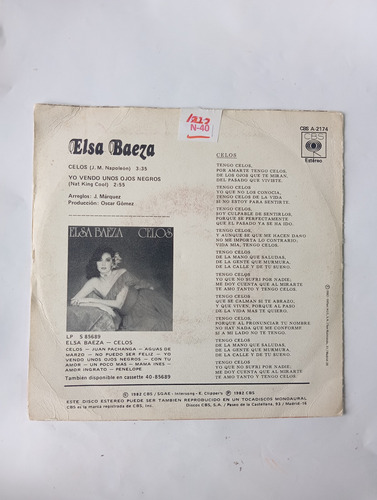 1227
N-40
CBS A-2174
CBS
Estéreo
Elsa Baeza
CELOS (J. M. Napoleón) 3:35
YO VENDO UNOS OJOS NEGROS
(Nat King Cool) 2:55
Arreglos: J. Márquez
Producción: Oscar Gómez
ELSA BAEZA CELOS
LP S 85689
ELSA BAEZA — CELOS
CELOS — JUAN PACHANGA — AGUAS DE
MARZO — NO PUEDO SER FELIZ — YO
VENDO UNOS OJOS NEGROS — CON TU
AMOR — UN POCO MAS — MAMA INES —
AMOR INGRATO — PENELOPE
También disponible en cassette 40-85689
CELOS
TENGO CELOS,
POR AMARTE TENGO CELOS,
DE LOS OJOS QUE TE MIRAN,
DEL PASADO QUE VIVISTE.
TENGO CELOS
YO QUE NO LOS CONOCIA,
TENGO CELOS DE LA VIDA
SI NO ESTOY PARA SENTIRTE.
TENGO CELOS,
SOY CULPABLE DE SENTIRLOS,
PORQUE SE PERFECTAMENTE
QUE EL PASADO YA SE HA IDO.
TENGO CELOS,
Y AUNQUE SE QUE ME HACEN DANO
NO ME IMPORTA LO CONTRARIO;
VIDA MIA, TENGO CELOS.
TENGO CELOS
DE LA MANO QUE SALUDAS,
DE LA GENTE QUE MURMURA,
DE LA CALLE Y DE TU SUENO.
TENGO CELOS
YO QUE NO SUFRI POR NADIE;
ME DOY CUENTA QUE AL MIRARTE
TE AMO TANTO Y TENGO CELOS.
TENGO CELOS
QUE SE CALMAN SI TE ABRAZO,
Y QUE VIVEN, PORQUE AL PASO
DE LA VIDA MAS TE QUIERO.
TENGO CELOS,
PORQUE AL PRONUNCIAR TU NOMBRE
NO HAY NADA QUE ME CONFORME
SI A MI LADO NO TE TENGO.
TENGO CELOS
DE LA MANO QUE SALUDAS,
DE LA GENTE QUE MURMURA,
DE LA CALLE Y DE TU SUENO.
TENGO CELOS
YO QUE NO SUFRI POR NADIE;
ME DOY CUENTA QUE AL MIRARTE
TE AMO TANTO Y TENGO CELOS
℗ 1982 CBS / SGAE - Intersong - K. Chipper's © 1982 CBS
ESTE DISCO ESTEREO PUEDE SER TAMBIEN REPRODUCIDO EN UN TOCADISCOS MONOAURAL
CBS es la marca registrada de CBS, Inc. Discos CBS, S.A. / Paseo de la Castellana, 93 / Madrid-16